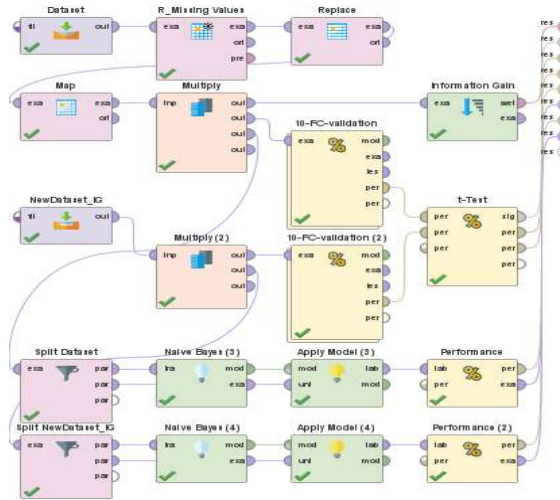 Dataset
R_Missing Values
Replace
fil
out
exa
exa
ori
pre
exa
exa
ori
res
res
res
res
res
res
res
res
Map
Multiply
Information Gain
exa
exa
ori
inp
out
out
out
out
exa
wei
exa
10-FC-validation
exa
mod
exa
tes
per
per
NewDataset_IG
fil
out
t-Test
per
per
per
sig
per
per
per
Multiply (2)
10-FC-validation (2)
inp
out
out
out
exa
mod
exa
tes
per
per
Split Dataset
Naive Bayes (3)
Apply Model (3)
Performance
exa
par
par
par
tra
mod
exa
mod
unl
lab
mod
lab
per
per
exa
Split NewDataset_IG
Naive Bayes (4)
Apply Model (4)
Performance (2)
exa
par
par
par
tra
mod
exa
mod
unl
lab
mod
lab
per
per
exa